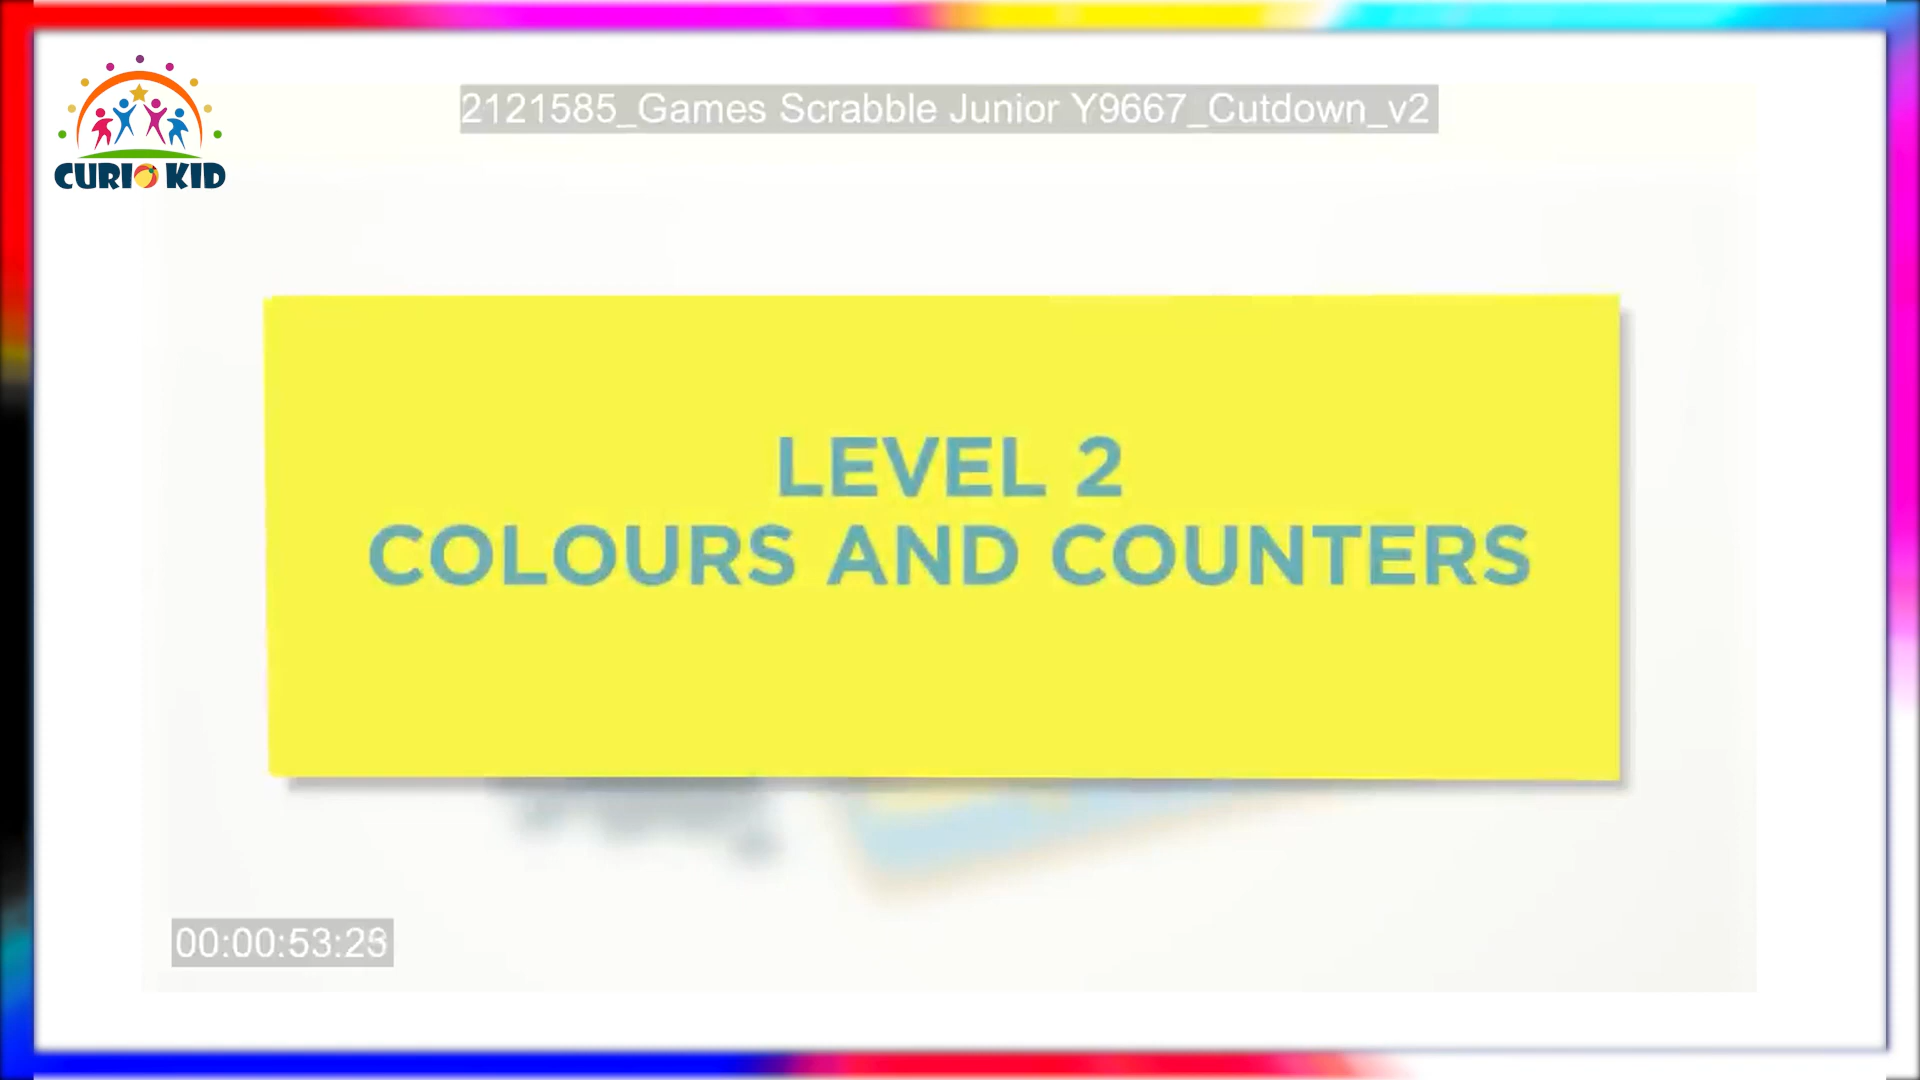 CURIO KID
2121585_Games Scrabble Junior Y9667_Cutdown_v2
LEVEL 2
COLOURS AND COUNTERS